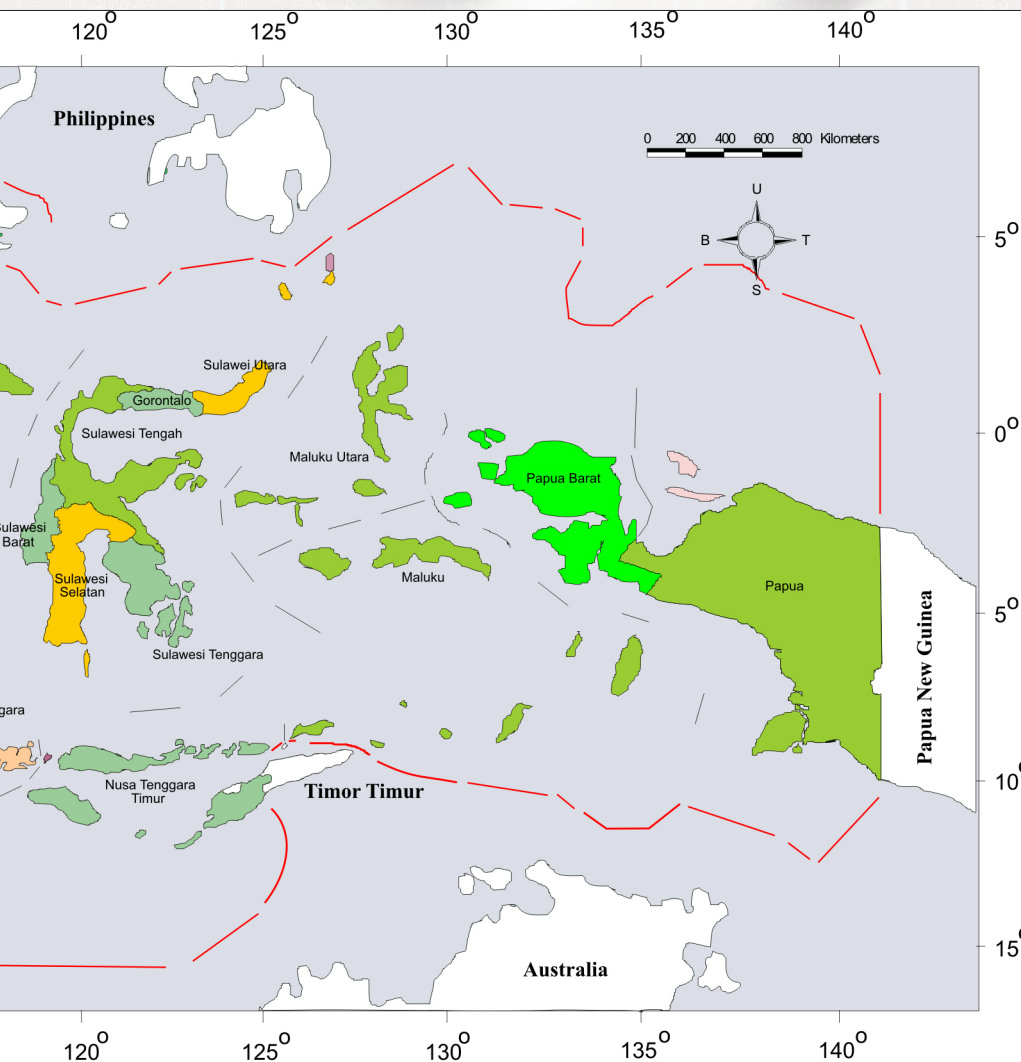 120° 125° 130° 135° 140°
Philippines
0 200 400 600 800 Kilometers
U
B T
S
5°
Sulawei Utara
Gorontalo
0°
Sulawesi Tengah
Maluku Utara
Papua Barat
Sulawesi
Barat
Sulawesi
Selatan
Maluku
Papua
5°
Papua New Guinea
Sulawesi Tenggara
gara
Nusa Tenggara
Timur
Timor Timur
10°
15°
Australia
120° 125° 130° 135° 140°